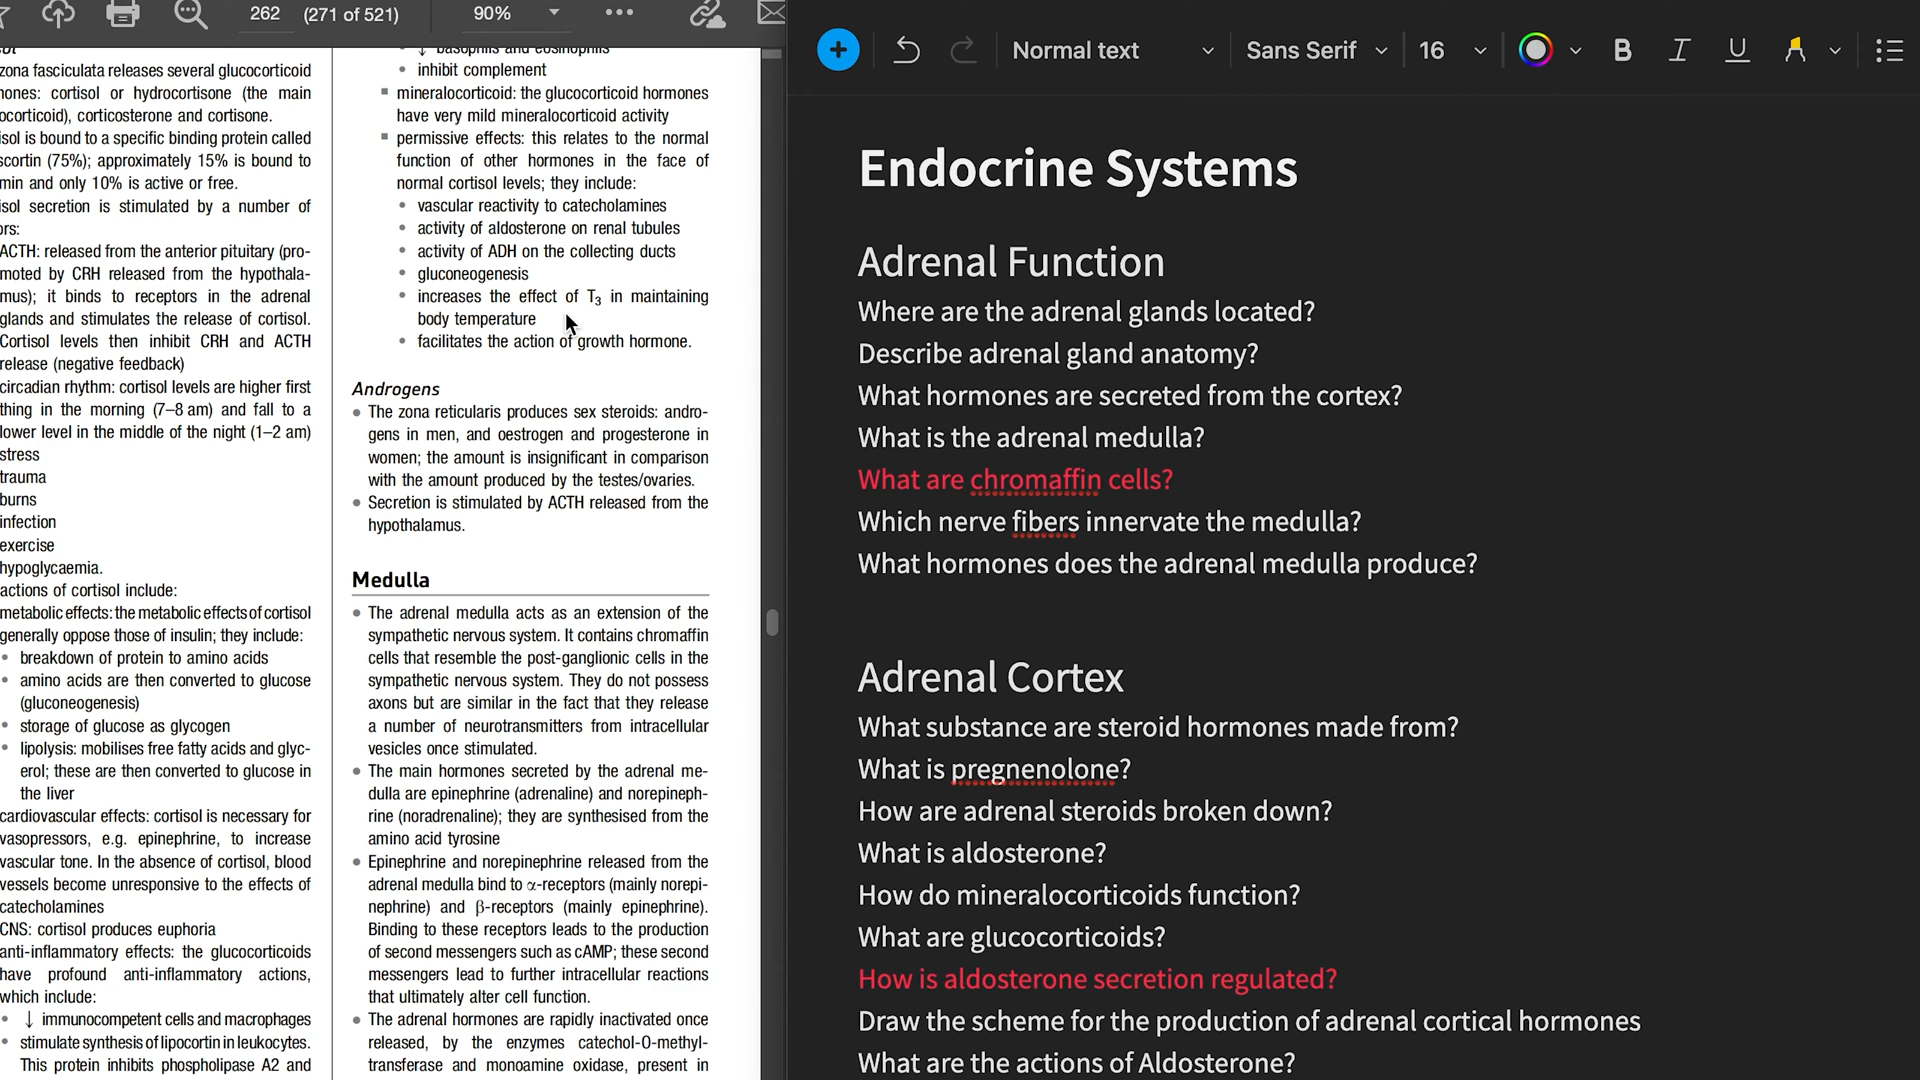 262 (271 of 521)
90%
zona fasciculata releases several glucocorticoid
ones: cortisol or hydrocortisone (the main
ocorticoid), corticosterone and cortisone.
isol is bound to a specific binding protein called
scortin (75%); approximately 15% is bound to
min and only 10% is active or free.
isol secretion is stimulated by a number of
ors:
ACTH: released from the anterior pituitary (pro-
moted by CRH released from the hypothala-
mus); it binds to receptors in the adrenal
glands and stimulates the release of cortisol.
Cortisol levels then inhibit CRH and ACTH
release (negative feedback)
circadian rhythm: cortisol levels are higher first
thing in the morning (7–8 am) and fall to a
lower level in the middle of the night (1–2 am)
stress
trauma
burns
infection
exercise
hypoglycaemia.
actions of cortisol include:
metabolic effects: the metabolic effects of cortisol
generally oppose those of insulin; they include:
• breakdown of protein to amino acids
• amino acids are then converted to glucose
(gluconeogenesis)
• storage of glucose as glycogen
• lipolysis: mobilises free fatty acids and glyc-
erol; these are then converted to glucose in
the liver
cardiovascular effects: cortisol is necessary for
vasopressors, e.g. epinephrine, to increase
vascular tone. In the absence of cortisol, blood
vessels become unresponsive to the effects of
catecholamines
CNS: cortisol produces euphoria
anti-inflammatory effects: the glucocorticoids
have profound anti-inflammatory actions,
which include:
• ↓ immunocompetent cells and macrophages
• stimulate synthesis of lipocortin in leukocytes.
This protein inhibits phospholipase A2 and
• ↓ basophils and eosinophils
• inhibit complement
▪ mineralocorticoid: the glucocorticoid hormones
have very mild mineralocorticoid activity
▪ permissive effects: this relates to the normal
function of other hormones in the face of
normal cortisol levels; they include:
• vascular reactivity to catecholamines
• activity of aldosterone on renal tubules
• activity of ADH on the collecting ducts
• gluconeogenesis
• increases the effect of T3 in maintaining
body temperature
• facilitates the action of growth hormone.
Androgens
• The zona reticularis produces sex steroids: andro-
gens in men, and oestrogen and progesterone in
women; the amount is insignificant in comparison
with the amount produced by the testes/ovaries.
• Secretion is stimulated by ACTH released from the
hypothalamus.
Medulla
• The adrenal medulla acts as an extension of the
sympathetic nervous system. It contains chromaffin
cells that resemble the post-ganglionic cells in the
sympathetic nervous system. They do not possess
axons but are similar in the fact that they release
a number of neurotransmitters from intracellular
vesicles once stimulated.
• The main hormones secreted by the adrenal me-
dulla are epinephrine (adrenaline) and norepineph-
rine (noradrenaline); they are synthesised from the
amino acid tyrosine
• Epinephrine and norepinephrine released from the
adrenal medulla bind to α-receptors (mainly norepi-
nephrine) and β-receptors (mainly epinephrine).
Binding to these receptors leads to the production
of second messengers such as cAMP; these second
messengers lead to further intracellular reactions
that ultimately alter cell function.
• The adrenal hormones are rapidly inactivated once
released, by the enzymes catechol-O-methyl-
transferase and monoamine oxidase, present in
Normal text Sans Serif 16 B I U A
Endocrine Systems
Adrenal Function
Where are the adrenal glands located?
Describe adrenal gland anatomy?
What hormones are secreted from the cortex?
What is the adrenal medulla?
What are chromaffin cells?
Which nerve fibers innervate the medulla?
What hormones does the adrenal medulla produce?
Adrenal Cortex
What substance are steroid hormones made from?
What is pregnenolone?
How are adrenal steroids broken down?
What is aldosterone?
How do mineralocorticoids function?
What are glucocorticoids?
How is aldosterone secretion regulated?
Draw the scheme for the production of adrenal cortical hormones
What are the actions of Aldosterone?